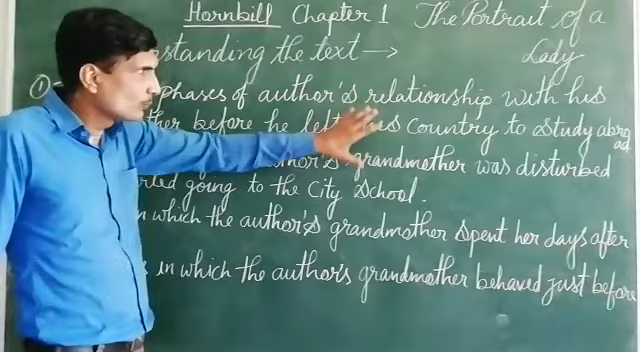 Hornbill Chapter 1 The Portrait of a
Lady
standing the text →
① phases of author's relationship with his
ther before he left his country to study abroad
hor's grandmother was disturbed
rted going to the City School.
n which the author's grandmother spent her days after
s in which the author's grandmother behaved just before